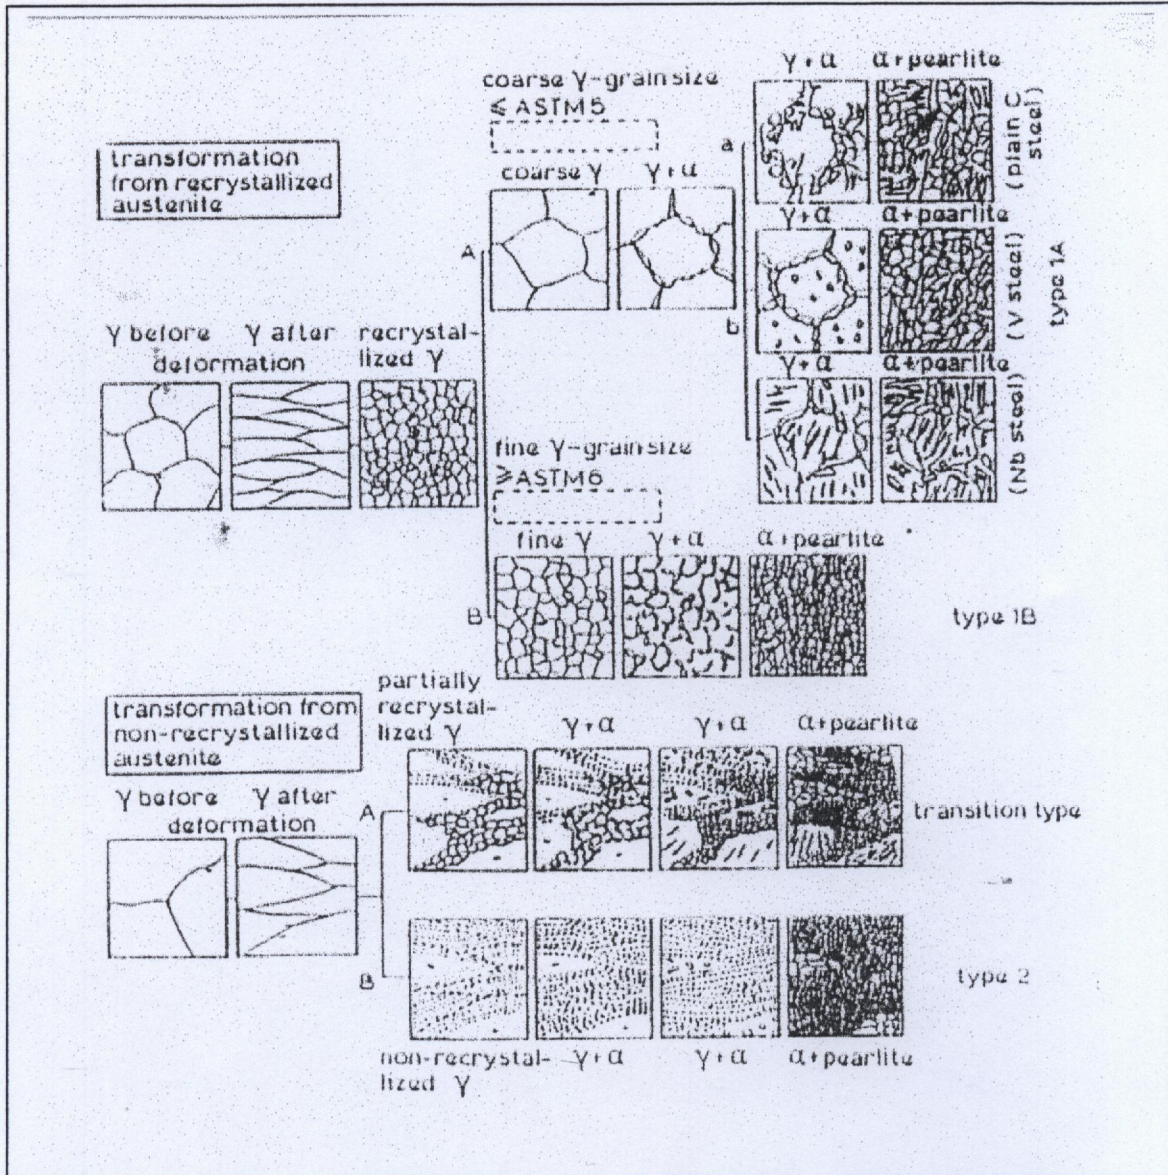 coarse γ-grain size
≤ ASTM5
γ+α
α+pearlite
a
(plain C steel)
transformation
from recrystallized
austenite
coarse γ
γ+α
A
γ+α
α+pearlite
(V steel)
type 1A
b
γ before
γ after
deformation
recrystal-
lized γ
γ+α
α+pearlite
(Nb steel)
fine γ-grain size
≥ASTM6
fine γ
γ+α
α+pearlite
B
type 1B
transformation from
non-recrystallized
austenite
partially
recrystal-
lized γ
γ+α
γ+α
α+pearlite
γ before
γ after
deformation
A
transition type
B
type 2
non-recrystal-
lized γ
γ+α
γ+α
α+pearlite